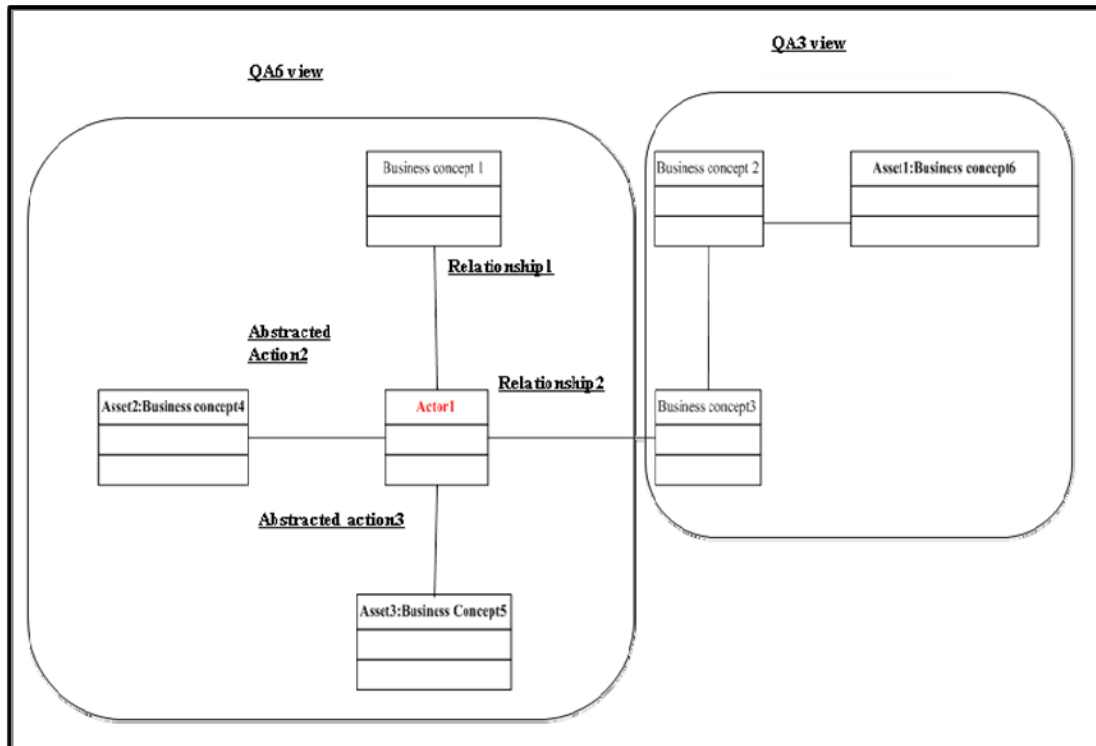 QA3 view
QA6 view
Business concept 1
Business concept 2
Asset1:Business concept6
Relationship1
Abstracted
Action2
Relationship2
Asset2:Business concept4
Actor1
Business concept3
Abstracted action3
Asset3:Business Concept5